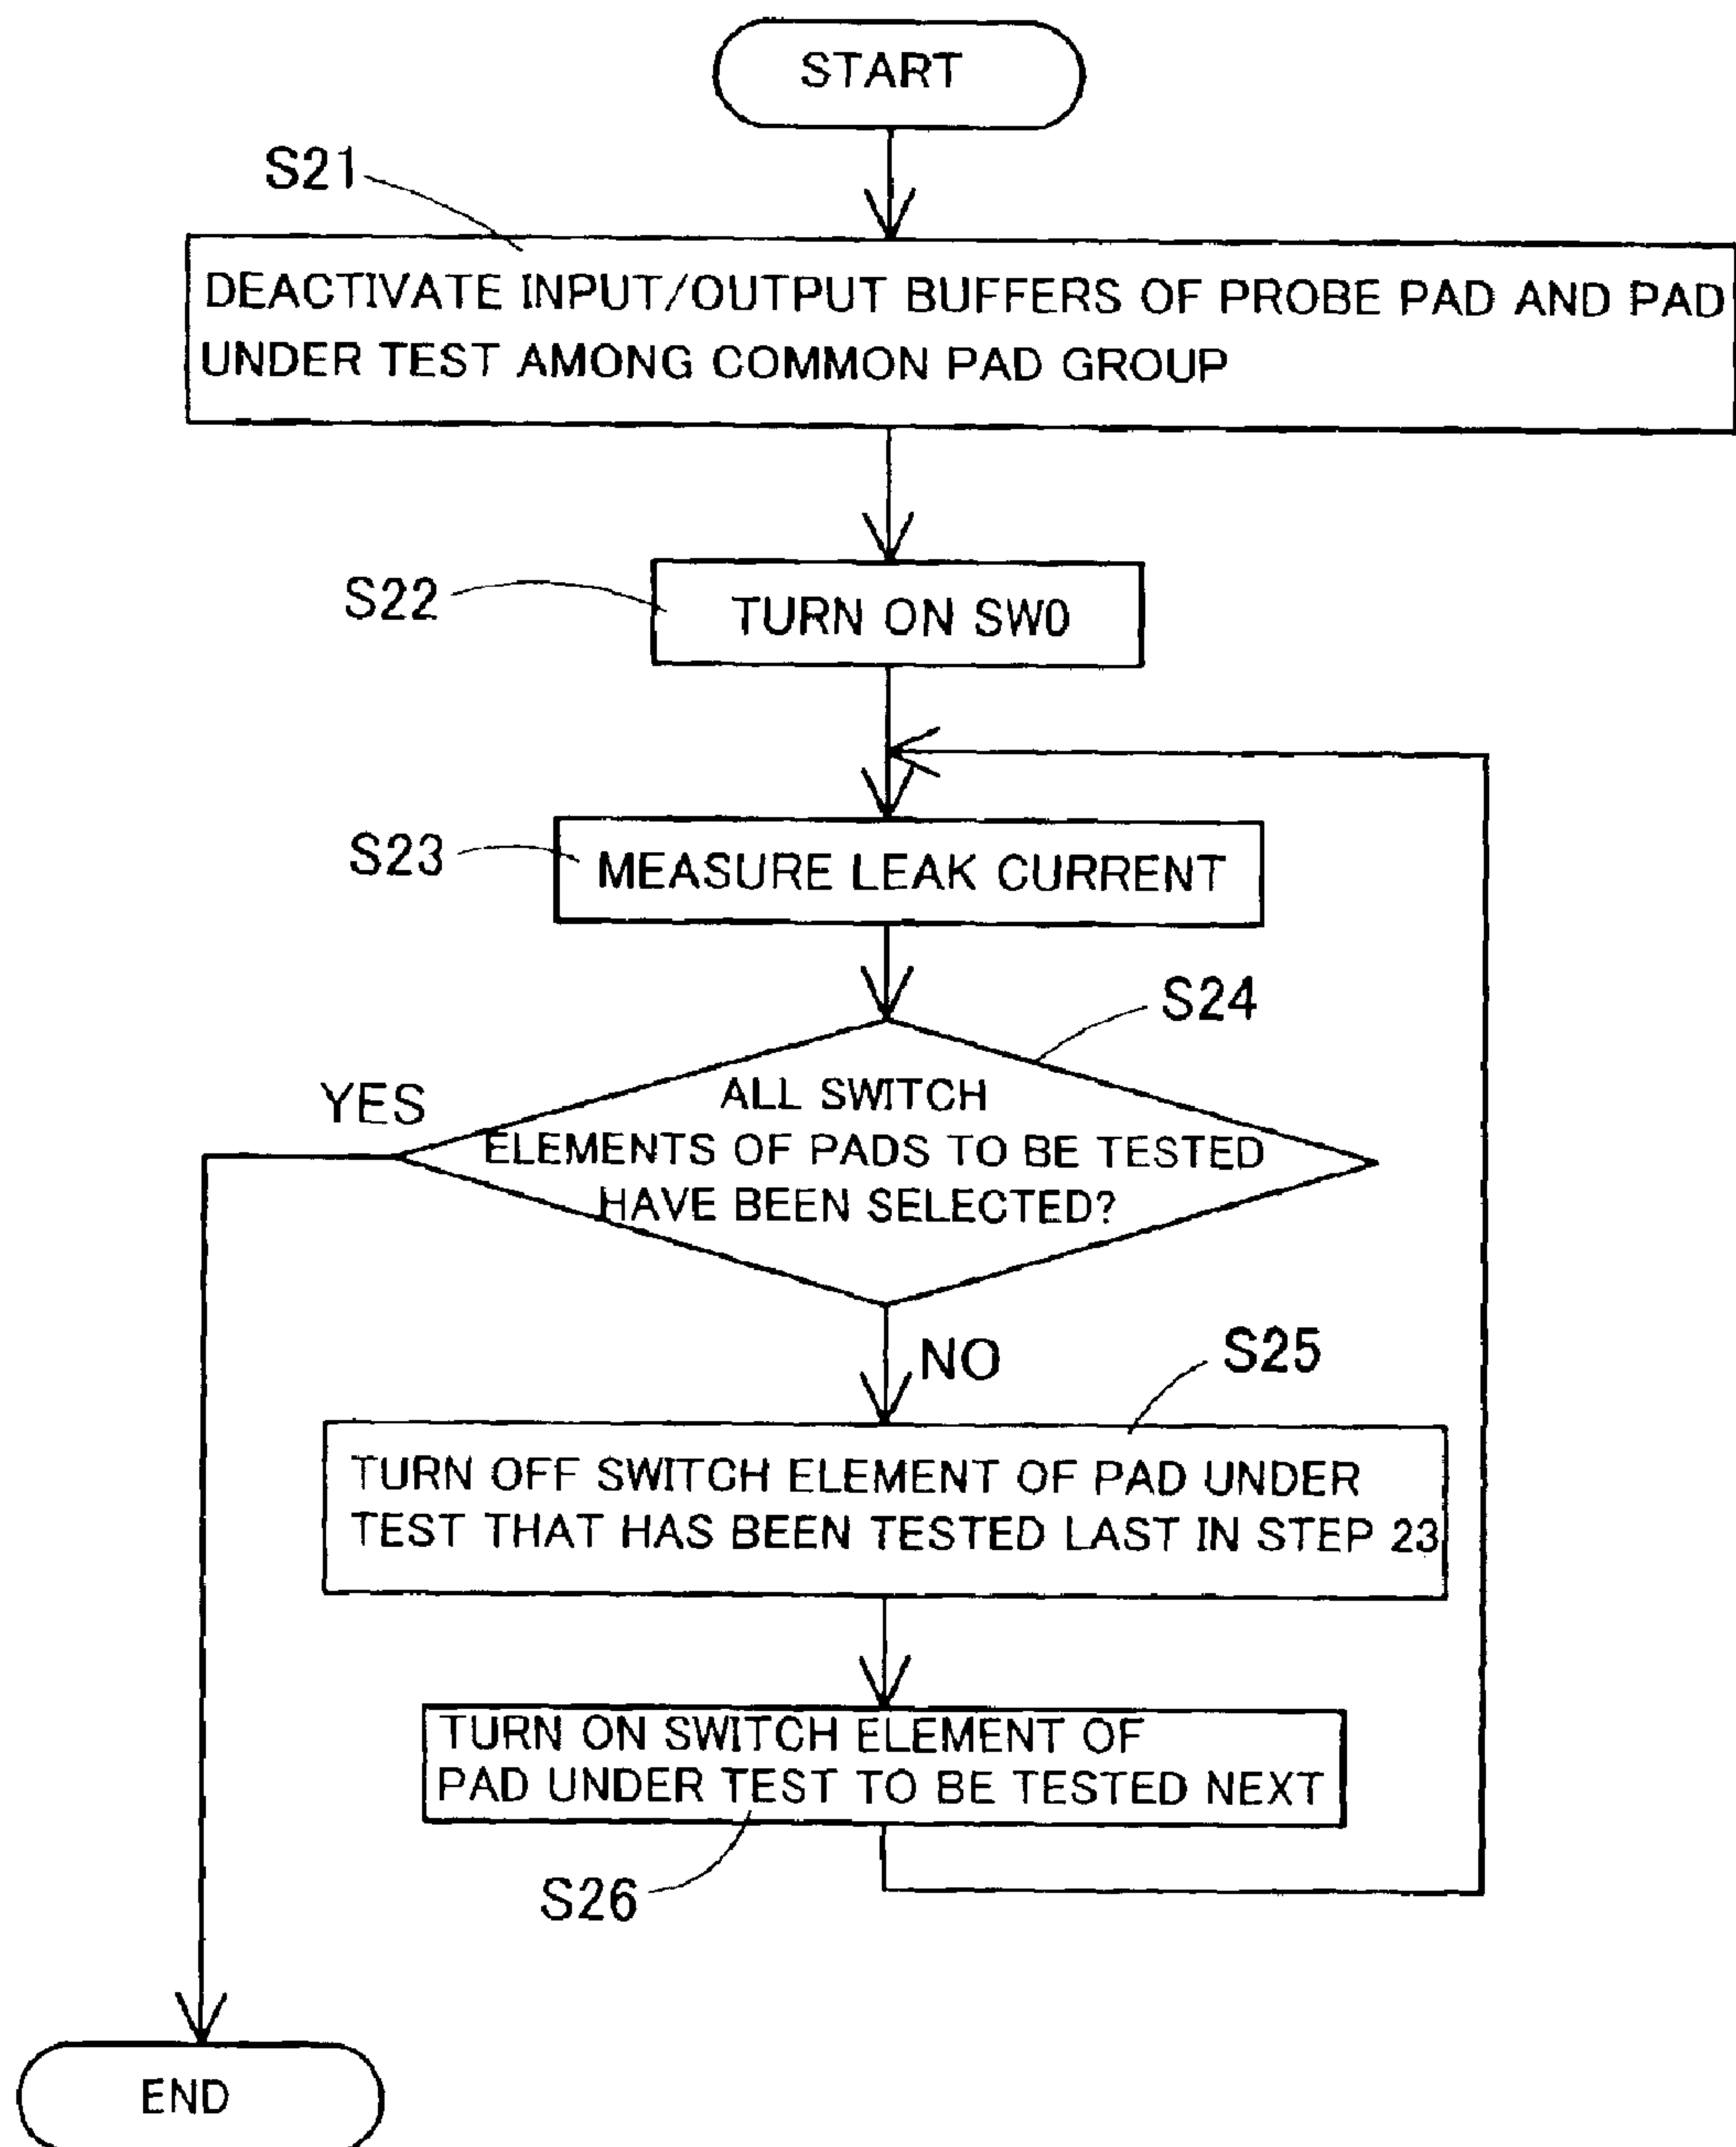 START
S21
DEACTIVATE INPUT/OUTPUT BUFFERS OF PROBE PAD AND PAD
UNDER TEST AMONG COMMON PAD GROUP
S22
TURN ON SW0
S23
MEASURE LEAK CURRENT
S24
YES
ALL SWITCH
ELEMENTS OF PADS TO BE TESTED
HAVE BEEN SELECTED?
NO
S25
TURN OFF SWITCH ELEMENT OF PAD UNDER
TEST THAT HAS BEEN TESTED LAST IN STEP 23
TURN ON SWITCH ELEMENT OF
PAD UNDER TEST TO BE TESTED NEXT
S26
END